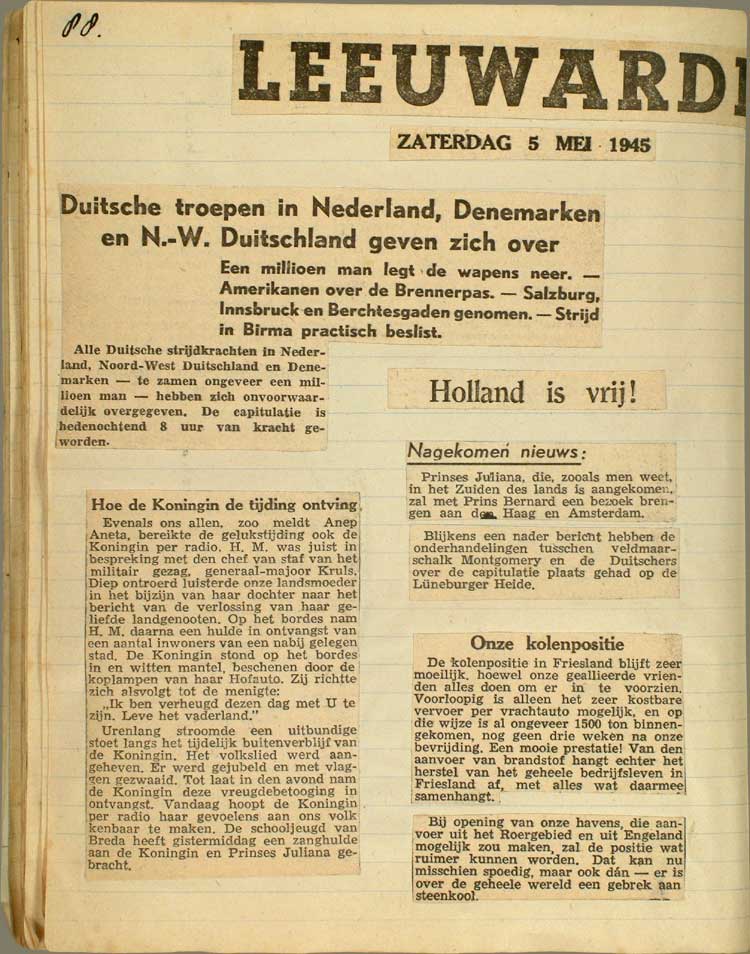 88.
LEEUWARD
ZATERDAG 5 MEI 1945
Duitsche troepen in Nederland, Denemarken
en N.-W. Duitschland geven zich over
Een millioen man legt de wapens neer. —
Amerikanen over de Brennerpas. — Salzburg,
Innsbruck en Berchtesgaden genomen. — Strijd
in Birma practisch beslist.
Alle Duitsche strijdkrachten in Neder-
land, Noord-West Duitschland en Dene-
marken — te zamen ongeveer een mil-
lioen man — hebben zich onvoorwaar-
delijk overgegeven. De capitulatie is
hedenochtend 8 uur van kracht ge-
worden.
Hoe de Koningin de tijding ontving
Evenals ons allen, zoo meldt Anep
Aneta, bereikte de gelukstijding ook de
Koningin per radio. H. M. was juist in
bespreking met den chef van staf van het
militair gezag, generaal-majoor Kruls.
Diep ontroerd luisterde onze landsmoeder
in het bijzijn van haar dochter naar het
bericht van de verlossing van haar ge-
liefde landgenooten. Op het bordes nam
H. M. daarna een hulde in ontvangst van
een aantal inwoners van een nabij gelegen
stad. De Koningin stond op het bordes
in en witten mantel, beschenen door de
koplampen van haar Hofauto. Zij richtte
zich alsvolgt tot de menigte:
„Ik ben verheugd dezen dag met U te
zijn. Leve het vaderland.”
Urenlang stroomde een uitbundige
stoet langs het tijdelijk buitenverblijf van
de Koningin. Het volkslied werd aan-
geheven. Er werd gejubeld en met vlag-
gen gezwaaid. Tot laat in den avond nam
de Koningin deze vreugdebetooging in
ontvangst. Vandaag hoopt de Koningin
per radio haar gevoelens aan ons volk
kenbaar te maken. De schooljeugd van
Breda heeft gistermiddag een zanghulde
aan de Koningin en Prinses Juliana ge-
bracht.
Holland is vrij!
Nagekomen nieuws:
Prinses Juliana, die, zooals men weet,
in het Zuiden des lands is aangekomen,
zal met Prins Bernard een bezoek bren-
gen aan den Haag en Amsterdam.
Blijkens een nader bericht hebben de
onderhandelingen tusschen veldmaar-
schalk Montgomery en de Duitschers
over de capitulatie plaats gehad op de
Lüneburger Heide.
Onze kolenpositie
De kolenpositie in Friesland blijft zeer
moeilijk, hoewel onze geallieerde vrien-
den alles doen om er in te voorzien.
Voorloopig is alleen het zeer kostbare
vervoer per vrachtauto mogelijk, en op
die wijze is al ongeveer 1500 ton binnen-
gekomen, nog geen drie weken na onze
bevrijding. Een mooie prestatie! Van den
aanvoer van brandstof hangt echter het
herstel van het geheele bedrijfsleven in
Friesland af, met alles wat daarmee
samenhangt.
Bij opening van onze havens, die aan-
voer uit het Roergebied en uit Engeland
mogelijk zou maken, zal de positie wat
ruimer kunnen worden. Dat kan nu
misschien spoedig, maar ook dán — er is
over de geheele wereld een gebrek aan
steenkool.